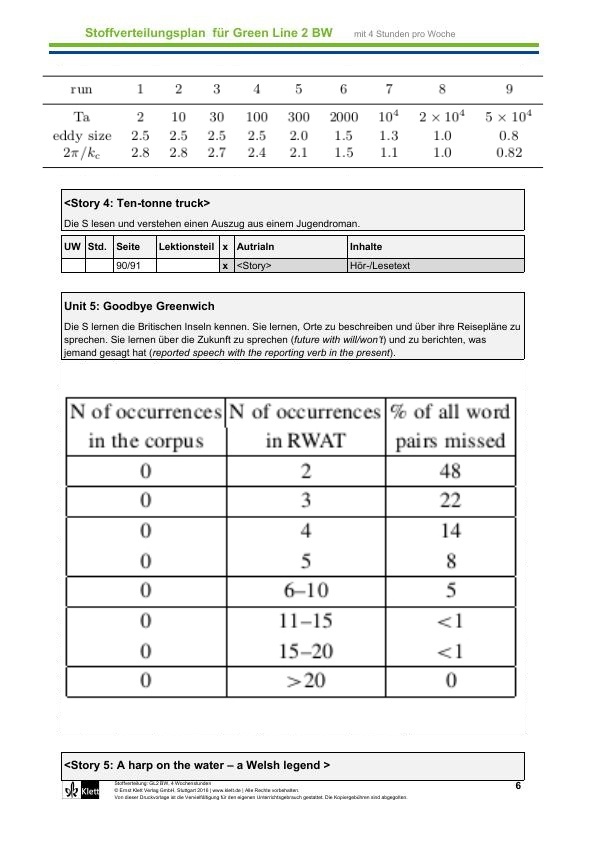 Stoffverteilungsplan für Green Line 2 BW mit 4 Stunden pro Woche
run 1 2 3 4 5 6 7 8 9
Ta 2 10 30 100 300 2000 10⁴ 2 × 10⁴ 5 × 10⁴
eddy size 2.5 2.5 2.5 2.5 2.0 1.5 1.3 1.0 0.8
2π/k_c 2.8 2.8 2.7 2.4 2.1 1.5 1.1 1.0 0.82
<Story 4: Ten-tonne truck>
Die S lesen und verstehen einen Auszug aus einem Jugendroman.
UW Std. Seite Lektionsteil x Autrialn Inhalte
90/91 x <Story> Hör-/Lesetext
Unit 5: Goodbye Greenwich
Die S lernen die Britischen Inseln kennen. Sie lernen, Orte zu beschreiben und über ihre Reisepläne zu
sprechen. Sie lernen über die Zukunft zu sprechen (future with will/won't) und zu berichten, was
jemand gesagt hat (reported speech with the reporting verb in the present).
N of occurrences N of occurrences % of all word
in the corpus in RWAT pairs missed
0 2 48
0 3 22
0 4 14
0 5 8
0 6–10 5
0 11–15 <1
0 15–20 <1
0 >20 0
<Story 5: A harp on the water – a Welsh legend >
Klett
Stoffverteilung: GL2 BW, 4 Wochenstunden
© Ernst Klett Verlag GmbH, Stuttgart 2016 | www.klett.de | Alle Rechte vorbehalten.
Von dieser Druckvorlage ist die Vervielfältigung für den eigenen Unterrichtsgebrauch gestattet. Die Kopiergebühren sind abgegolten.
6